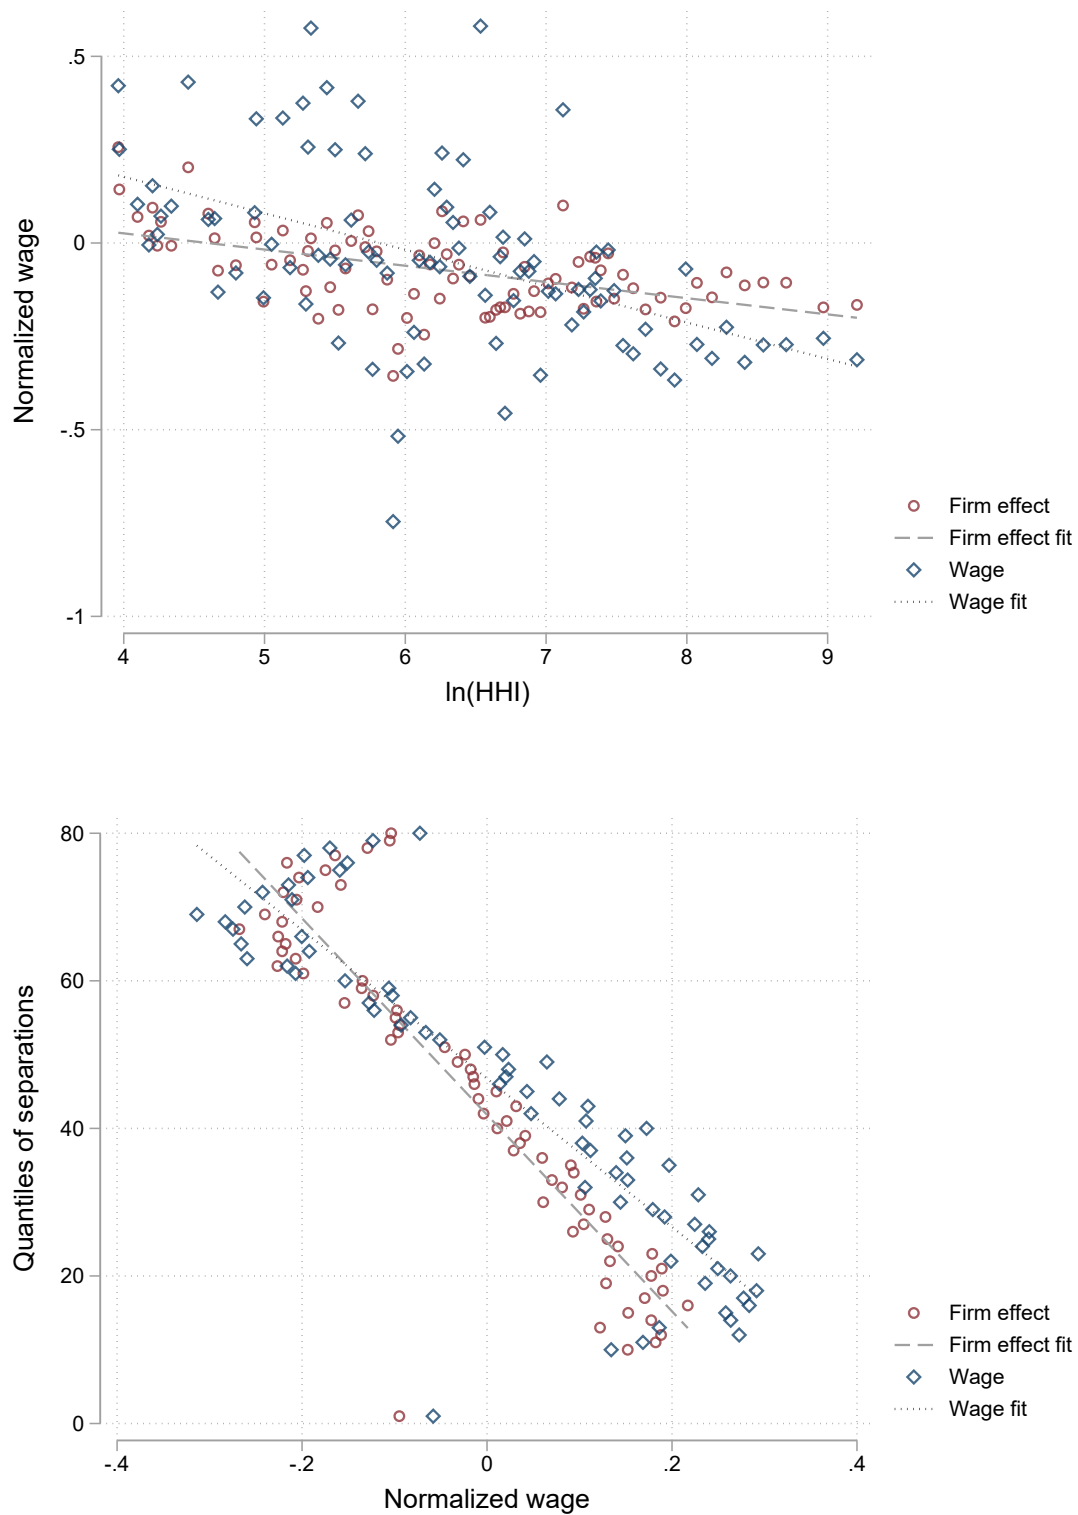 .5
0
-.5
-1
Normalized wage
4 5 6 7 8 9
ln(HHI)
Firm effect
Firm effect fit
Wage
Wage fit
80
60
40
20
0
Quantiles of separations
-.4 -.2 0 .2 .4
Normalized wage
Firm effect
Firm effect fit
Wage
Wage fit